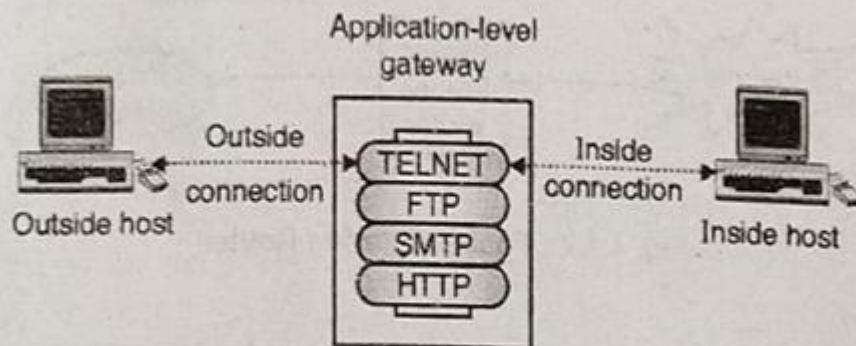 Application-level
gateway
Outside
connection
Outside host
TELNET
FTP
SMTP
HTTP
Inside
connection
Inside host